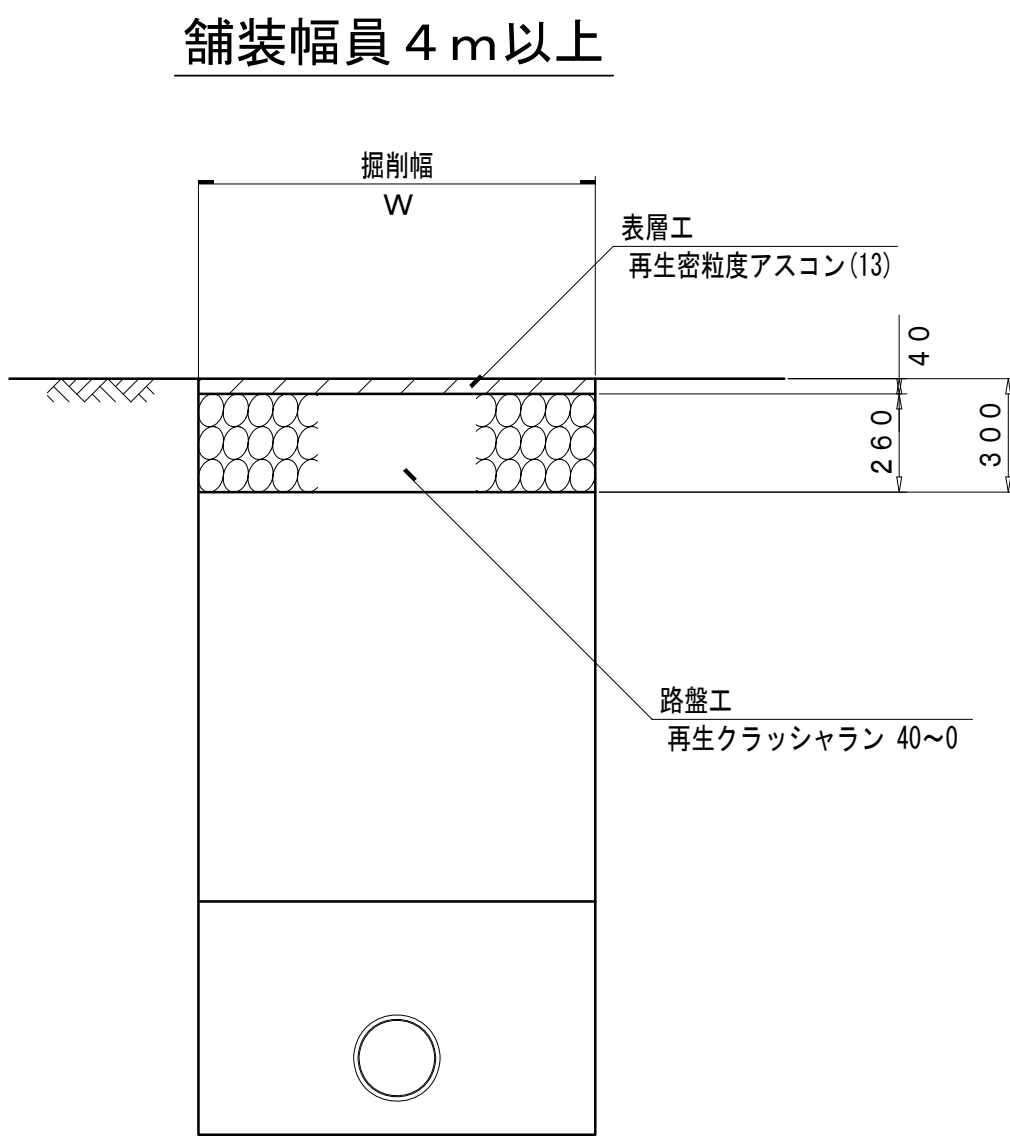 舗装幅員４ｍ以上
掘削幅
Ｗ
表層工
再生密粒度アスコン(13)
４０
２６０
３００
路盤工
再生クラッシャラン 40～0